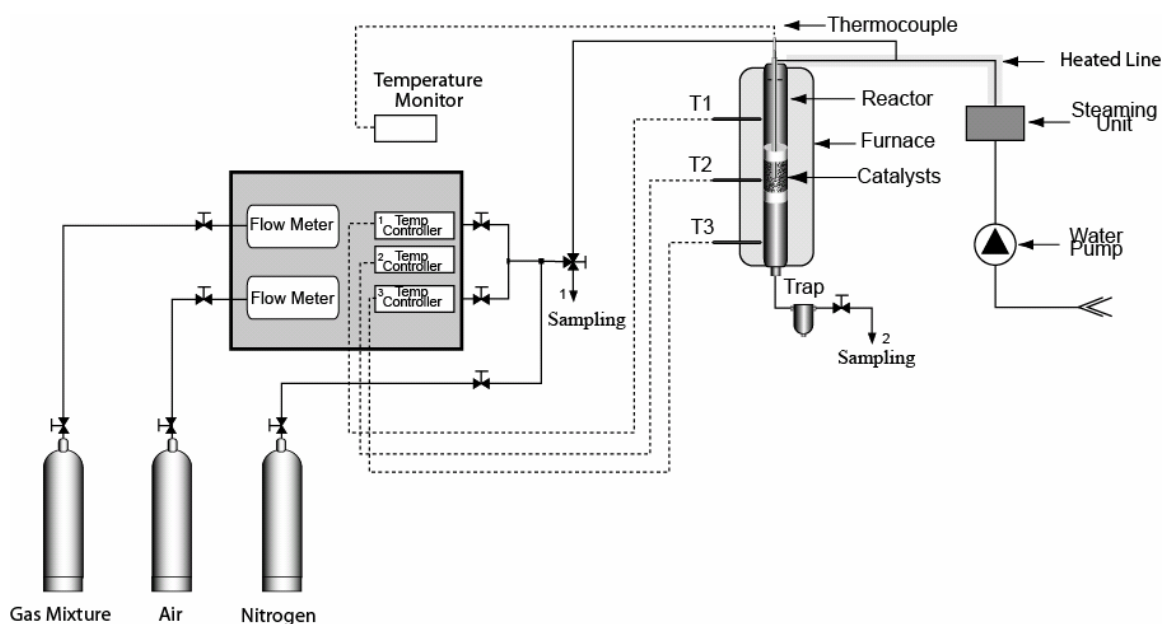 Thermocouple
Heated Line
Temperature
Monitor
T1
Reactor
Steaming
Unit
Furnace
T2
Catalysts
Flow Meter
1 Temp
Controller
2 Temp
Controller
Flow Meter
3 Temp
Controller
T3
Water
Pump
1
Sampling
Trap
2
Sampling
Gas Mixture
Air
Nitrogen